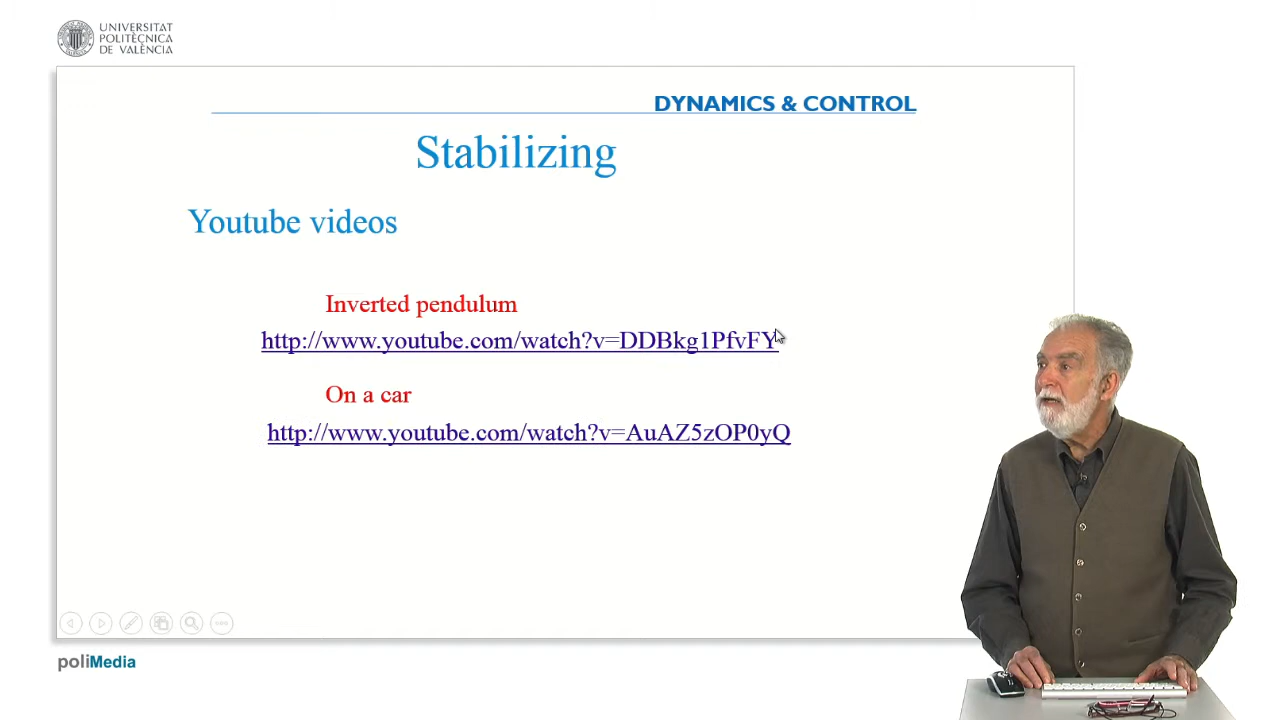 UNIVERSITAT
POLITÈCNICA
DE VALÈNCIA
DYNAMICS & CONTROL
Stabilizing
Youtube videos
Inverted pendulum
http://www.youtube.com/watch?v=DDBkg1PfvFY
On a car
http://www.youtube.com/watch?v=AuAZ5zOP0yQ
poliMedia